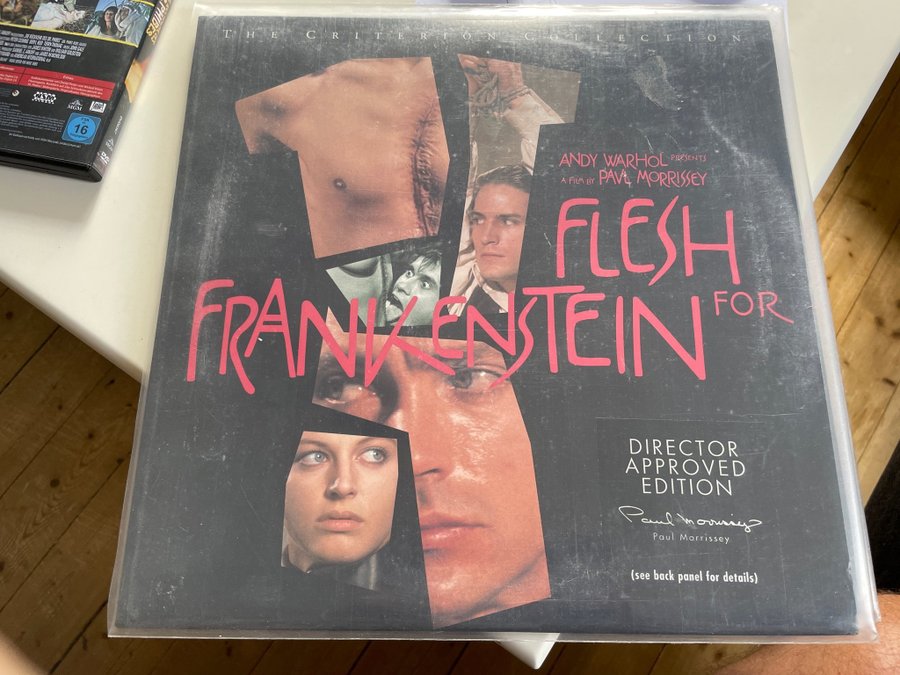 THE CRITERION COLLECTION
ANDY WARHOL PRESENTS
A FILM BY PAUL MORRISSEY
FLESH
FOR
FRANKENSTEIN
DIRECTOR
APPROVED
EDITION
Paul Morrissey
Paul Morrissey
(see back panel for details)
MGM
16